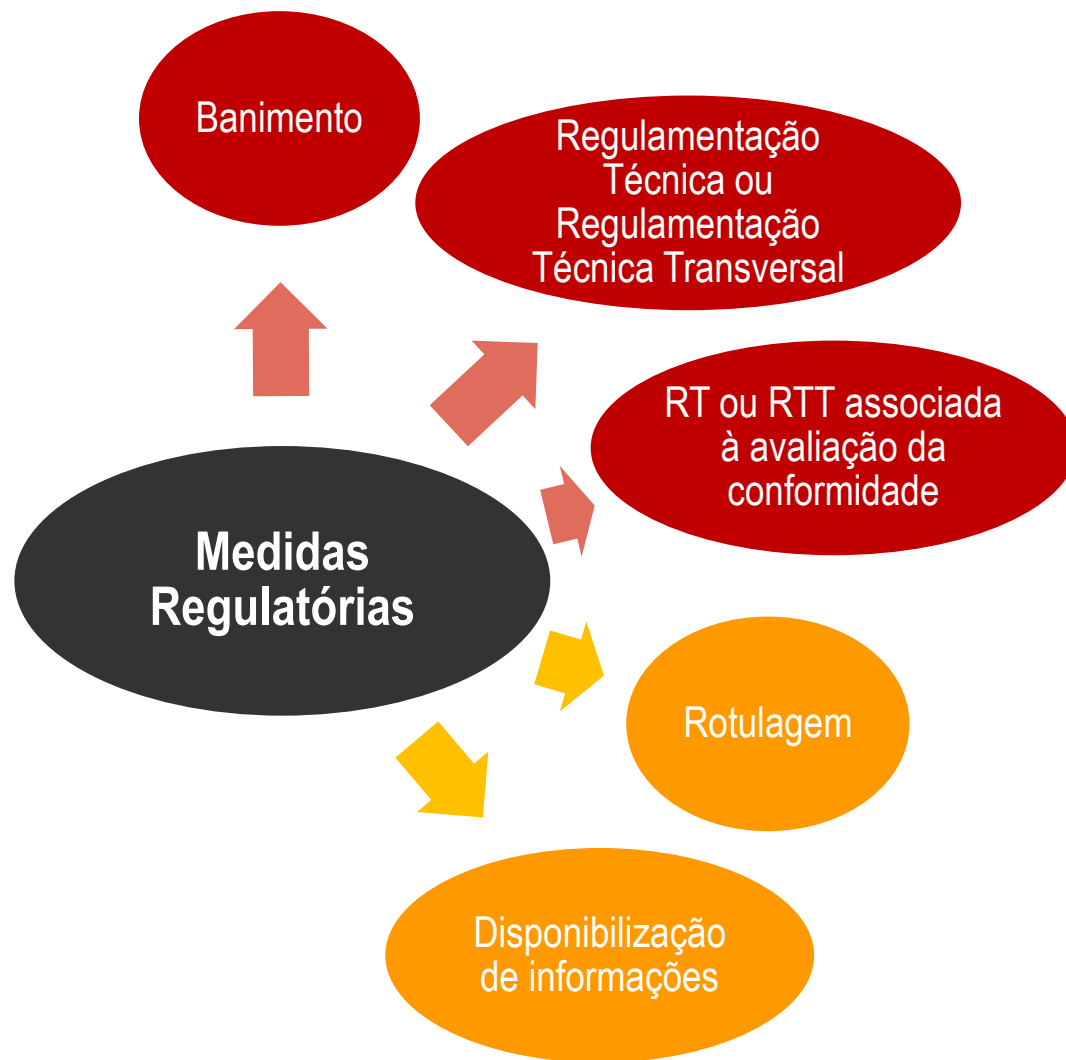 Banimento
Regulamentação
Técnica ou
Regulamentação
Técnica Transversal
RT ou RTT associada
à avaliação da
conformidade
Medidas
Regulatórias
Rotulagem
Disponibilização
de informações